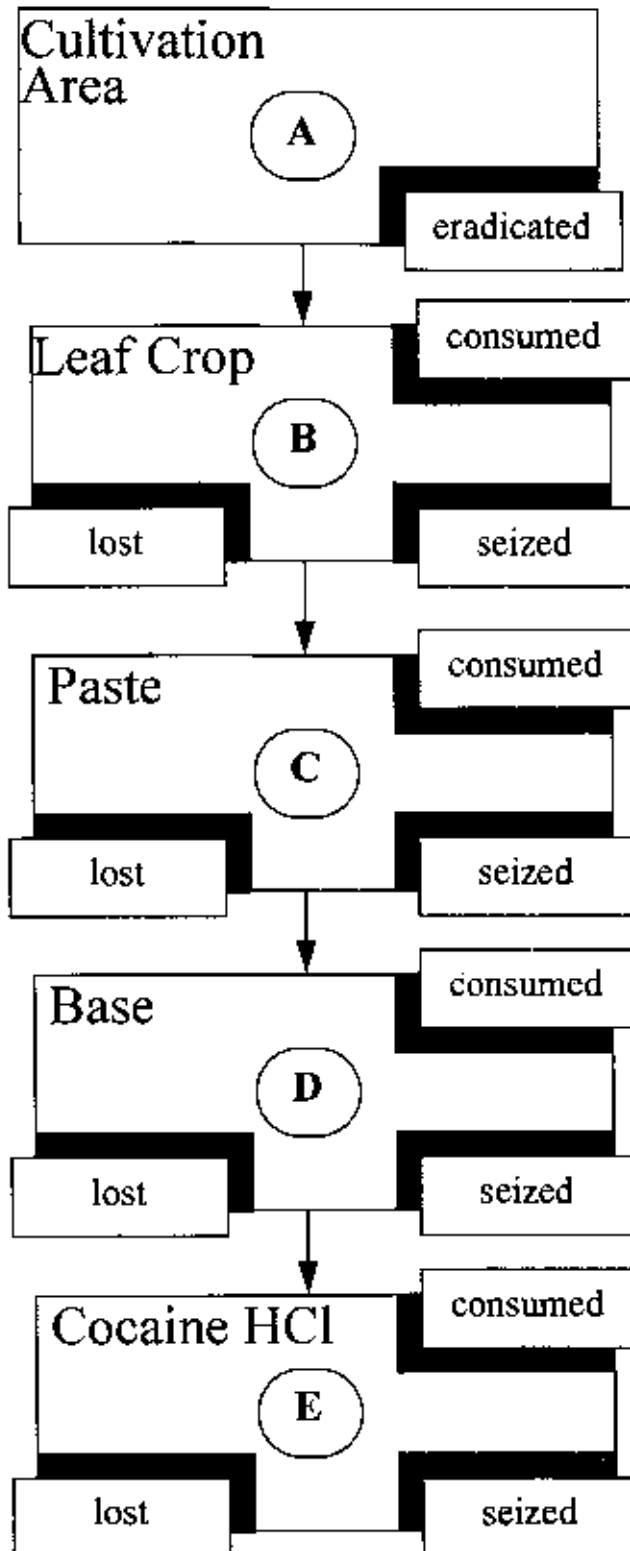 Cultivation
Area
A
eradicated
consumed
Leaf Crop
B
lost
seized
consumed
Paste
C
lost
seized
consumed
Base
D
lost
seized
consumed
Cocaine HCl
E
lost
seized